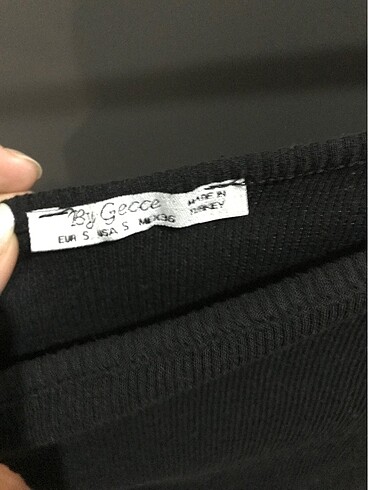 By Gecce
MADE IN
TURKEY
EUR S USA S MEX36